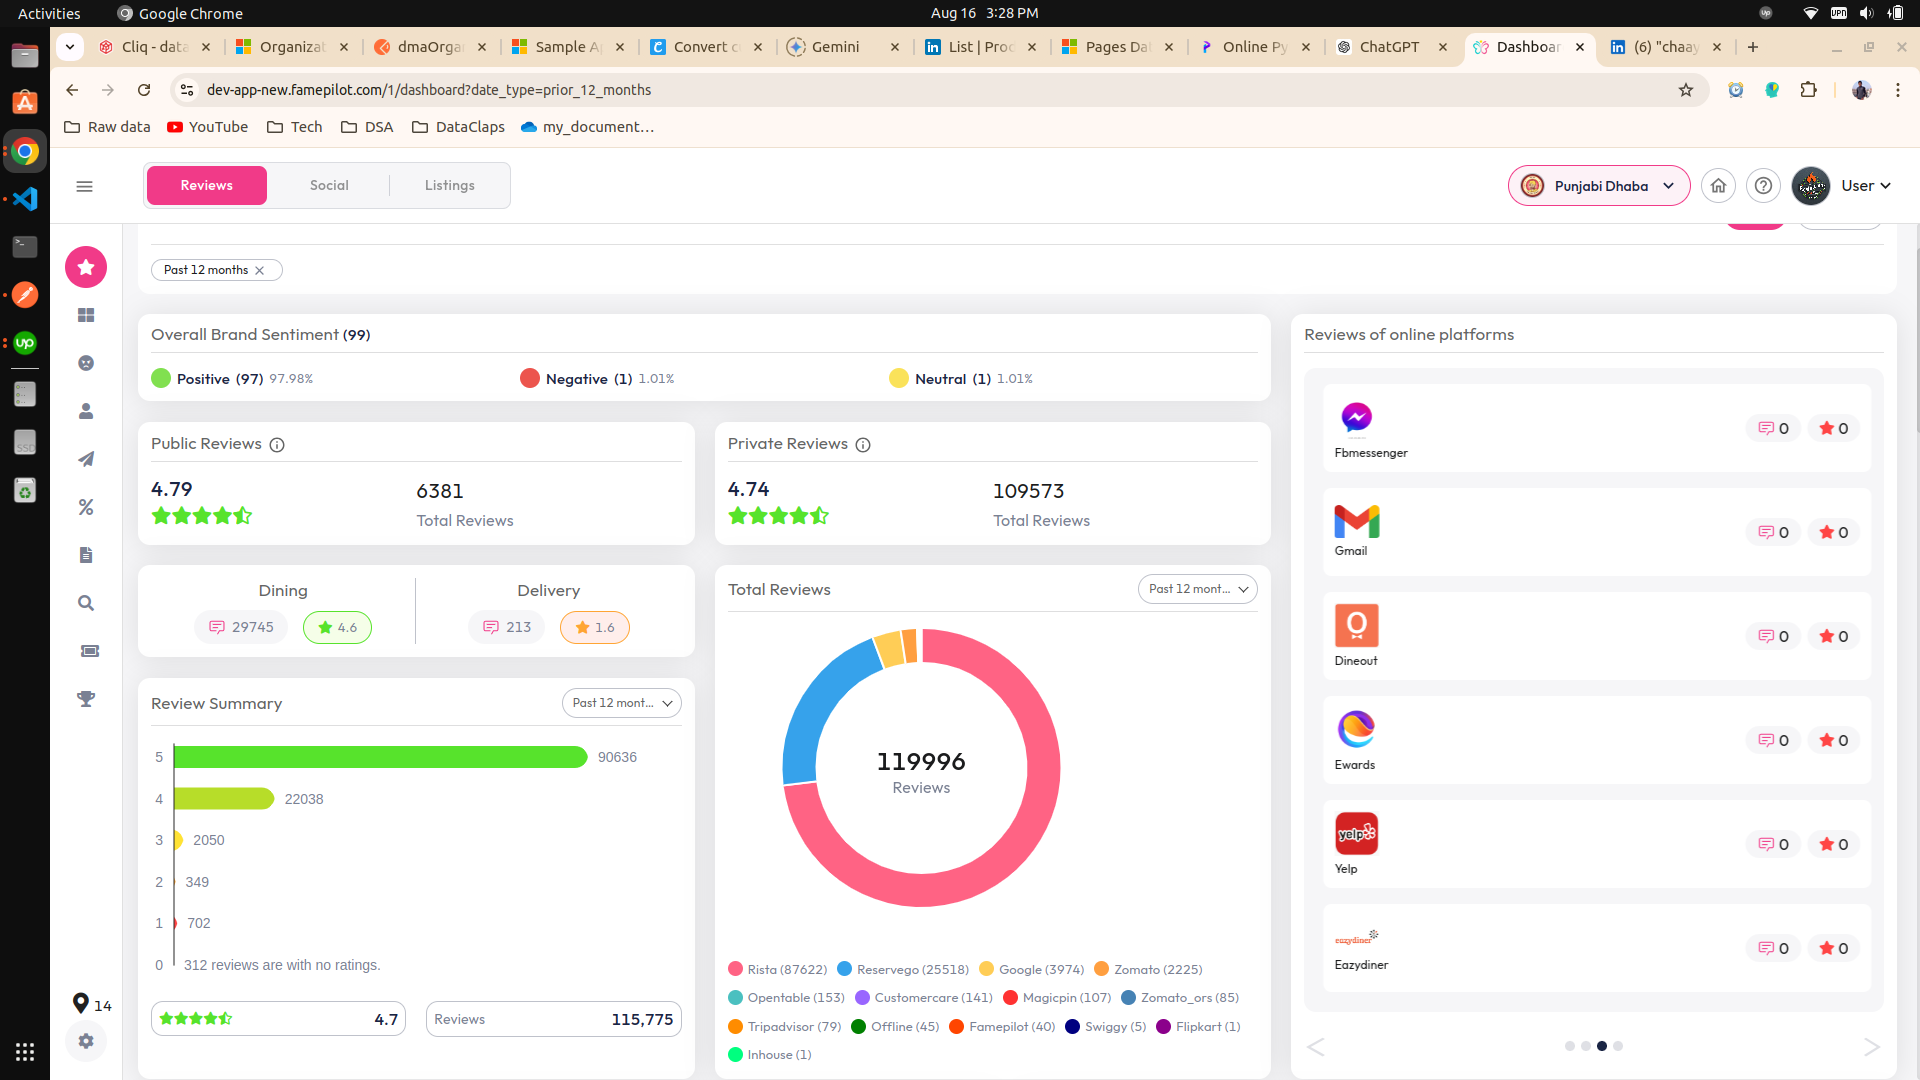 Activities
Google Chrome
Aug 16 3:28 PM
VPN
Cliq - data
Organizat
dmaOrga
Sample A
Convert c
Gemini
List | Proc
Pages Dat
Online Py
ChatGPT
Dashboar
(6) "chaay
dev-app-new.famepilot.com/1/dashboard?date_type=prior_12_months
Raw data
YouTube
Tech
DSA
DataClaps
my_document…
Reviews
Social
Listings
Punjabi Dhaba
User
Past 12 months
Overall Brand Sentiment (99)
Positive (97) 97.98%
Negative (1) 1.01%
Neutral (1) 1.01%
Public Reviews
4.79
6381
Total Reviews
Private Reviews
4.74
109573
Total Reviews
Dining
29745
4.6
Delivery
213
1.6
Review Summary
Past 12 mont...
5 90636
4 22038
3 2050
2 349
1 702
0 312 reviews are with no ratings.
4.7
Reviews 115,775
Total Reviews
Past 12 mont...
119996
Reviews
Rista (87622) Reservego (25518) Google (3974) Zomato (2225)
Opentable (153) Customercare (141) Magicpin (107) Zomato_ors (85)
Tripadvisor (79) Offline (45) Famepilot (40) Swiggy (5) Flipkart (1)
Inhouse (1)
Reviews of online platforms
Fbmessenger
0 0
Gmail
0 0
Dineout
0 0
Ewards
0 0
yelp
Yelp
0 0
eazydiner
Eazydiner
0 0
14
up
SSD